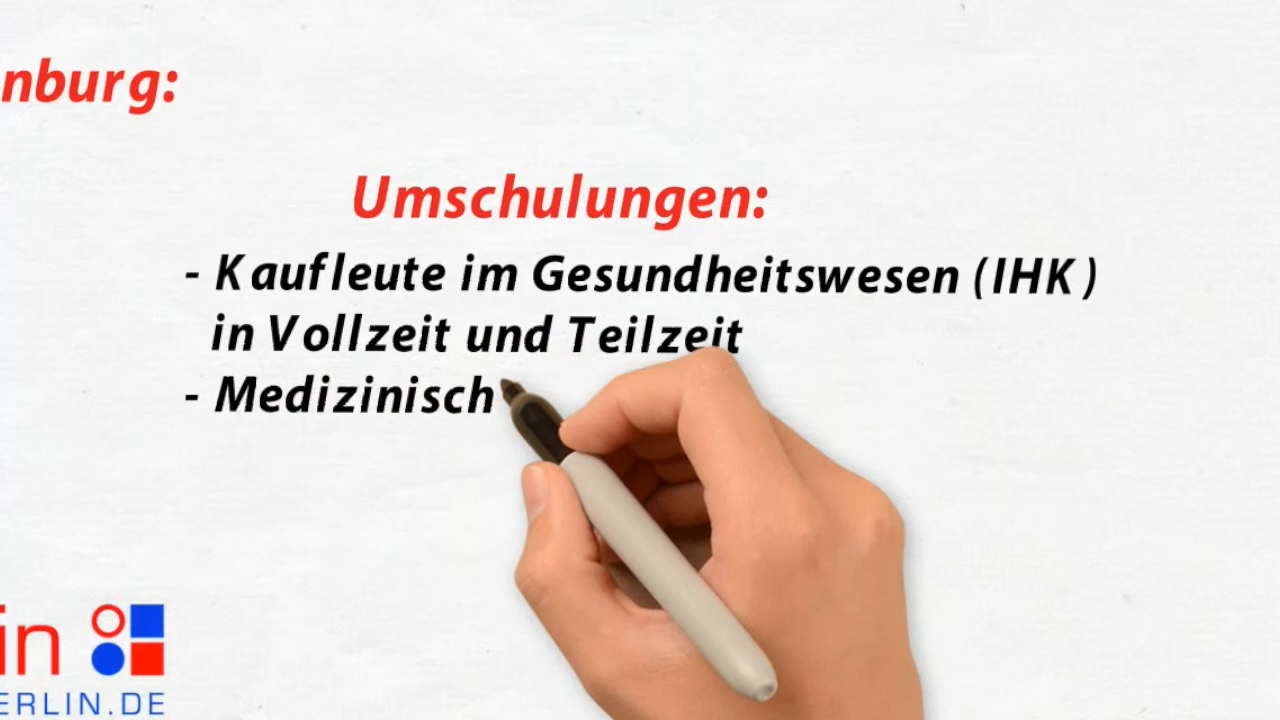 nburg:
Umschulungen:
- Kaufleute im Gesundheitswesen (IHK)
in Vollzeit und Teilzeit
- Medizinisch
in
ERLIN.DE